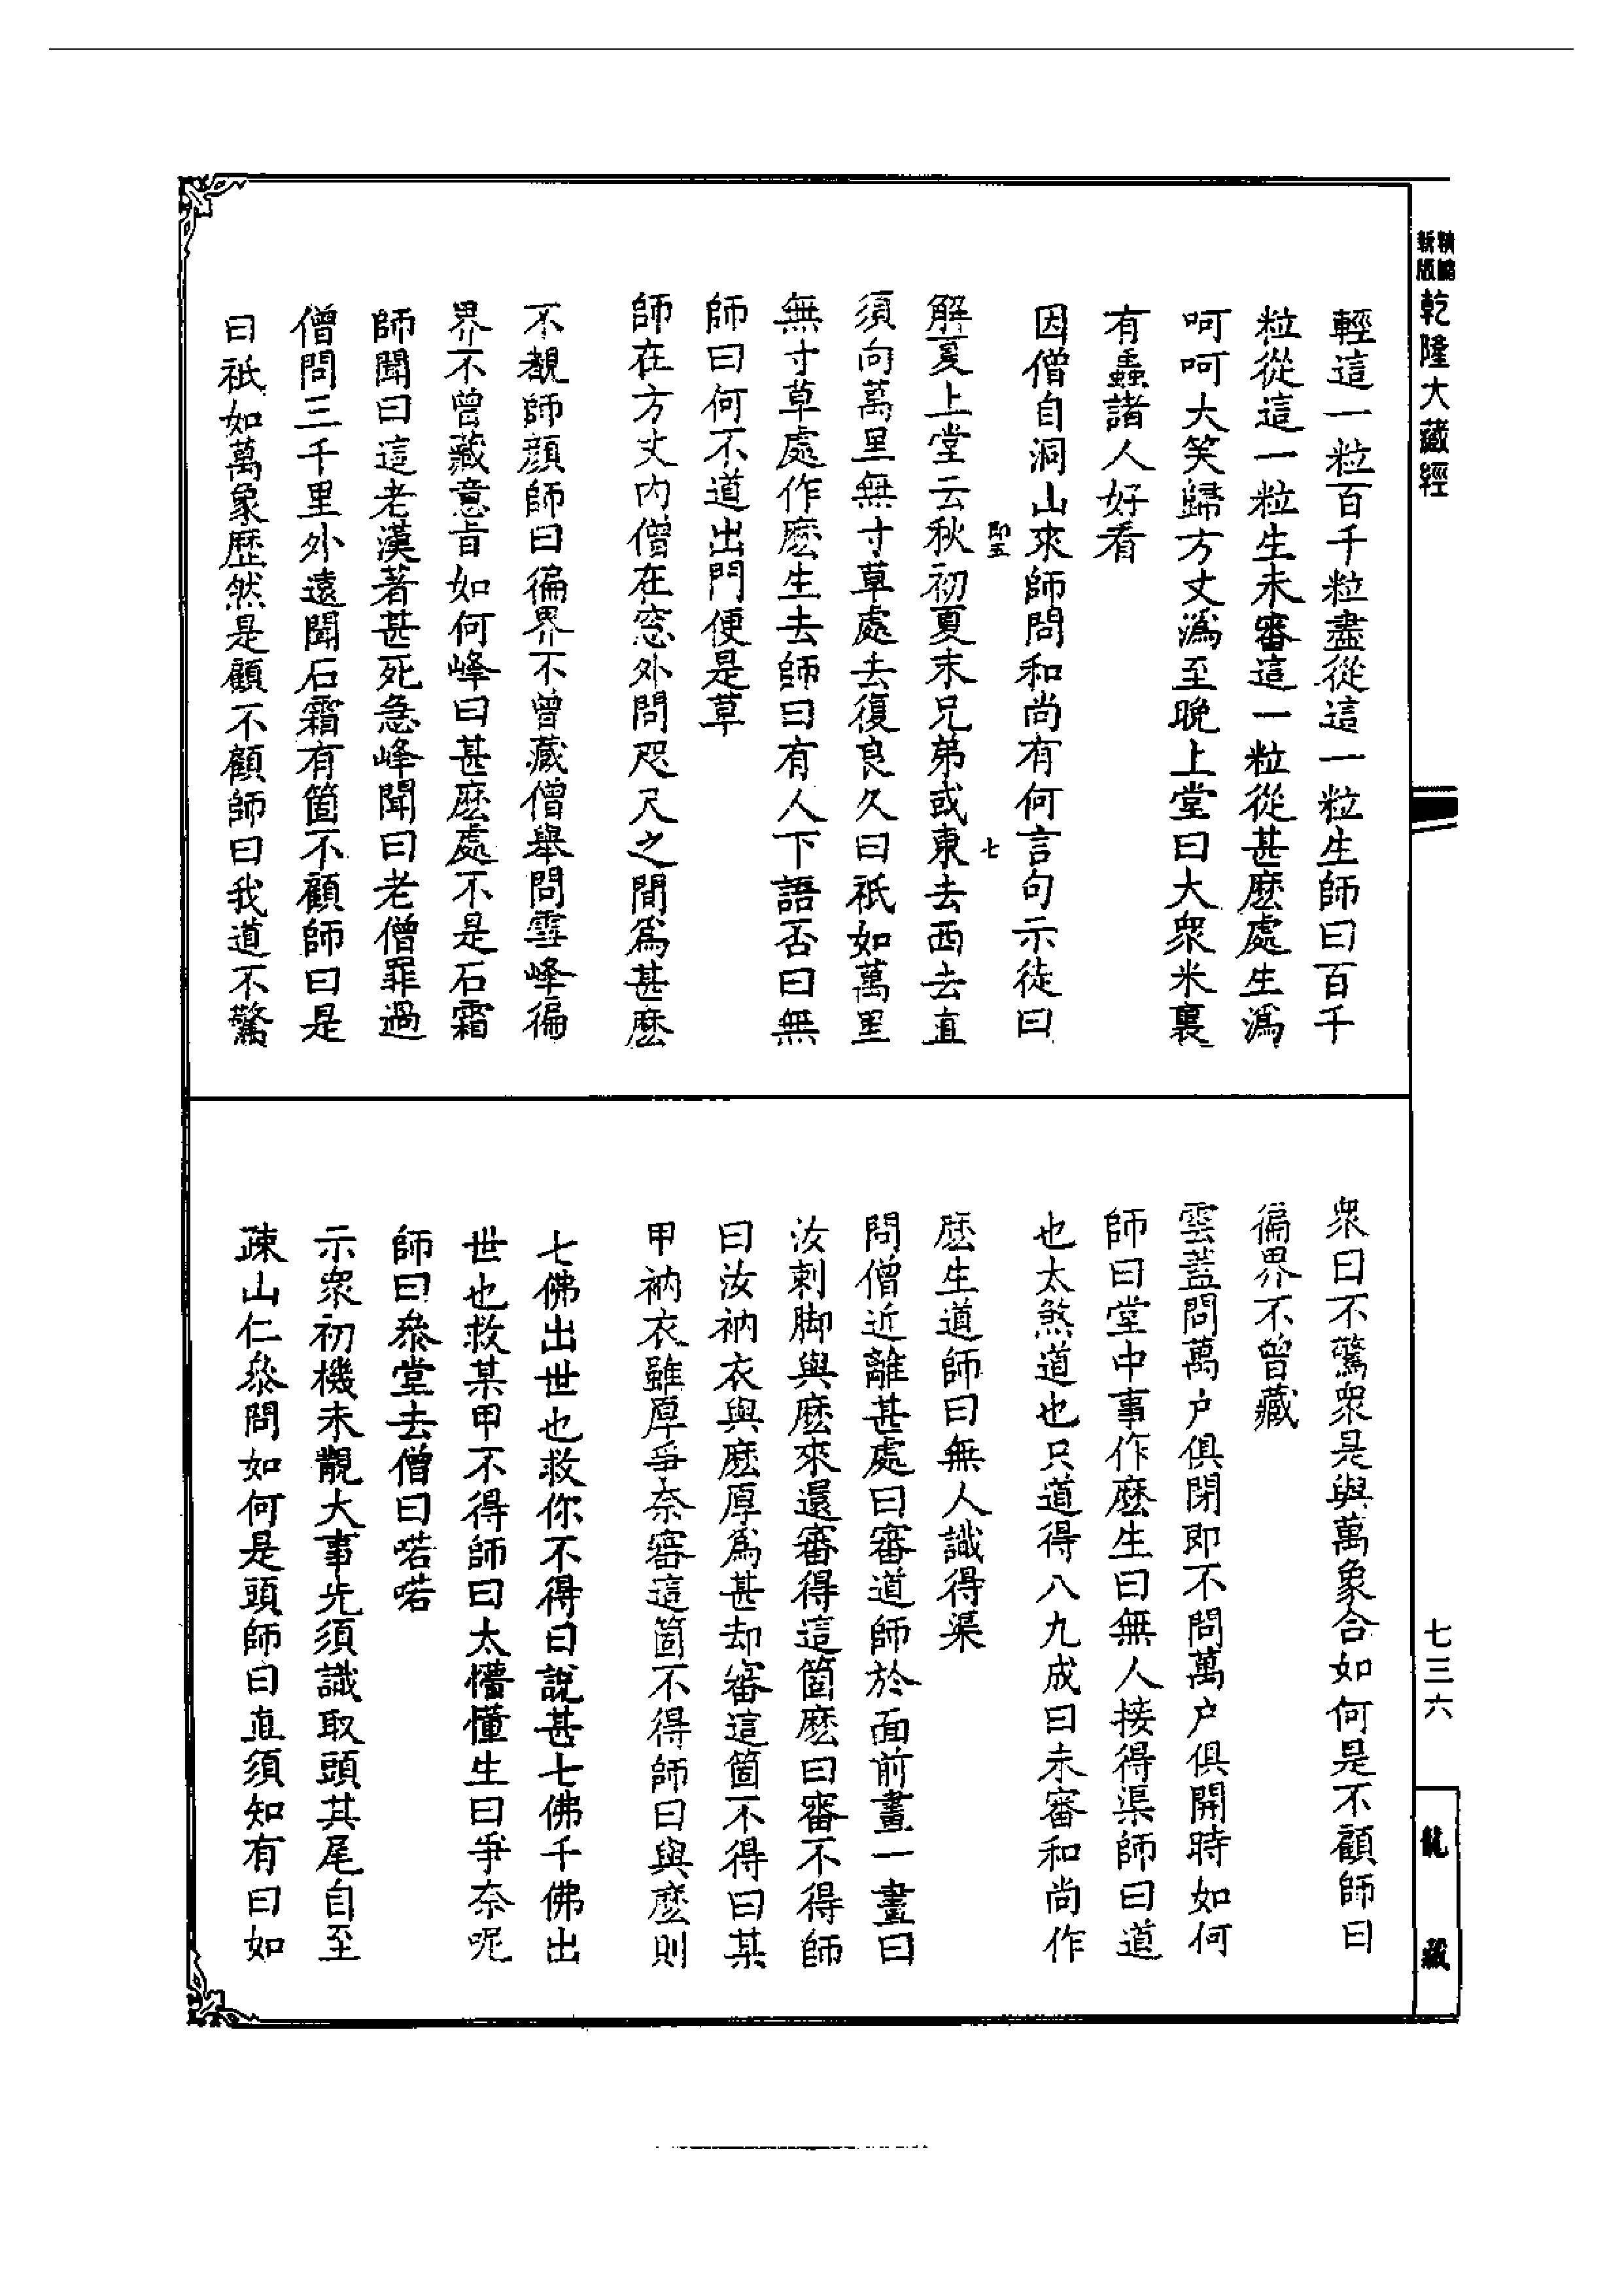 精縮
新版
乾隆大藏經
輕這一粒百千粒盡從這一粒生師曰百千
粒從這一粒生未審這一粒從甚麼處生溈
呵呵大笑歸方丈溈至晚上堂曰大衆米裏
有蟲諸人好看
因僧自洞山來師問和尚有何言句示徒曰
七
解夏上堂云秋初夏末兄弟或東去西去直
須向萬里無寸草處去復良久曰祇如萬里
無寸草處作麼生去師曰有人下語否曰無
師曰何不道出門便是草
師在方丈內僧在窓外問咫尺之間爲甚麼
不覩師顔師曰徧界不曾藏僧舉問雪峰徧
界不曾藏意旨如何峰曰甚麼處不是石霜
師聞曰這老漢著甚死急峰聞曰老僧罪過
僧問三千里外遠聞石霜有箇不顧師曰是
曰祇如萬象歷然是顧不顧師曰我道不驚
衆曰不驚衆是與萬象合如何是不顧師曰
徧界不曾藏
雲蓋問萬户俱閉即不問萬户俱開時如何
師曰堂中事作麼生曰無人接得渠師曰道
也太煞道也只道得八九成曰未審和尚作
麼生道師曰無人識得渠
問僧近離甚處曰審道師於面前畫一畫曰
汝刺脚與麼來還審得這箇麼曰審不得師
曰汝衲衣與麼厚爲甚却審這箇不得曰某
甲衲衣雖厚爭奈審這箇不得師曰與麼則
七佛出世也救你不得曰說甚七佛千佛出
世也救某甲不得師曰太懵懂生曰爭奈呢
師曰叅堂去僧曰喏喏
示衆初機未覯大事先須識取頭其尾自至
疎山仁叅問如何是頭師曰直須知有曰如
七三六
龍藏